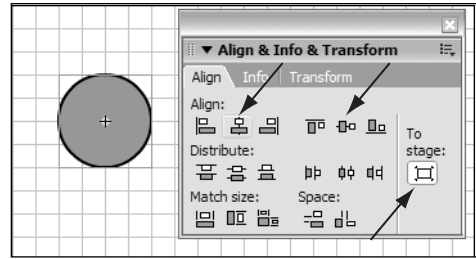 Align & Info & Transform
Align Info Transform
Align:
To
stage:
Distribute:
Match size: Space: